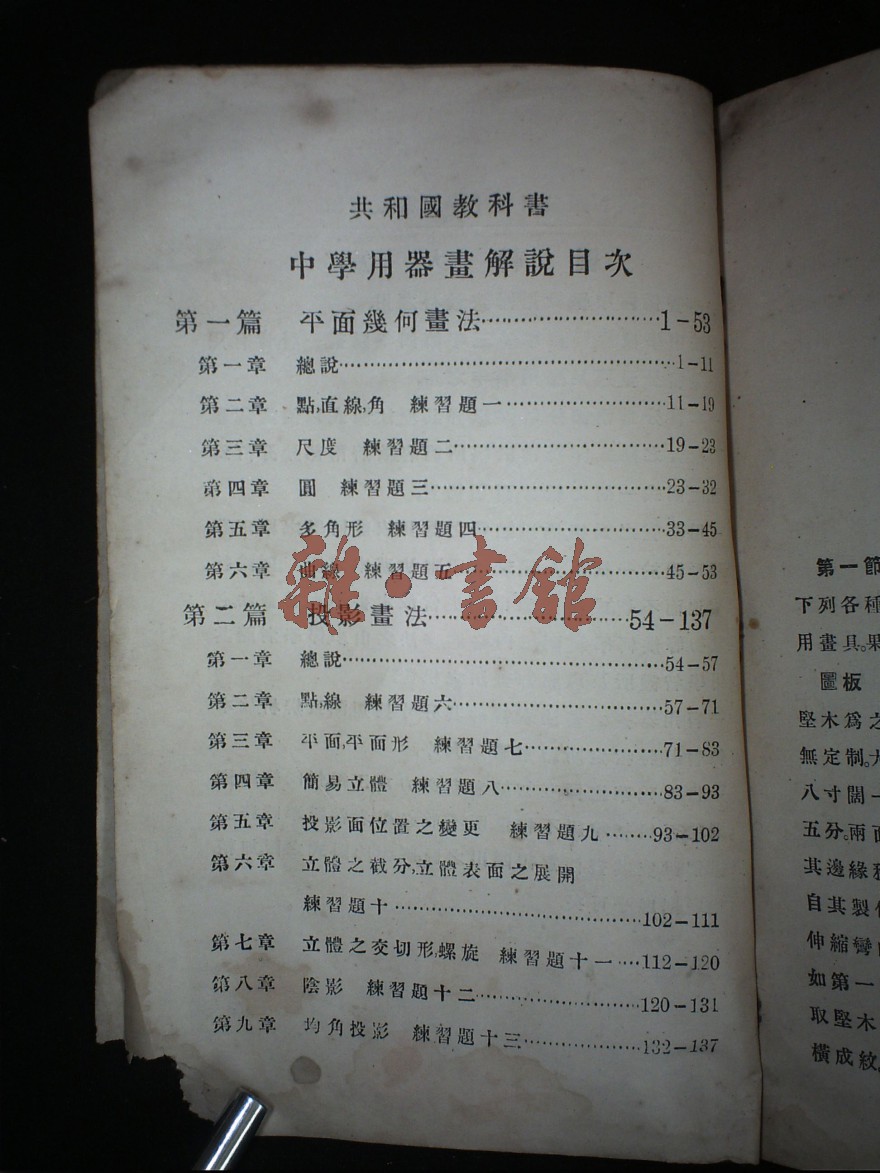 共和國教科書
中學用器畫解說目次
第一篇 平面幾何畫法………………………1-53
第一章 總說………………………………………1-11
第二章 點,直線,角 練習題一………………11-19
第三章 尺度 練習題二………………………19-23
第四章 圓 練習題三…………………………23-32
第五章 多角形 練習題四……………………33-45
第六章 曲線 練習題五………………………45-53
第二篇 投影畫法……………………………54-137
第一章 總說……………………………………54-57
第二章 點,線 練習題六………………………57-71
第三章 平面,平面形 練習題七………………71-83
第四章 簡易立體 練習題八…………………83-93
第五章 投影面位置之變更 練習題九………93-102
第六章 立體之截分,立體表面之展開
練習題十……………………………102-111
第七章 立體之交切形,螺旋 練習題十一……112-120
第八章 陰影 練習題十二……………………120-131
第九章 均角投影 練習題十三………………132-137
雜·書館
第一節
下列各種
用畫具。果
圖板
堅木爲之
無定制。大
八寸闊一
五分。兩面
其邊緣
自其製
伸縮彎
如第一
取堅木
橫成紋。